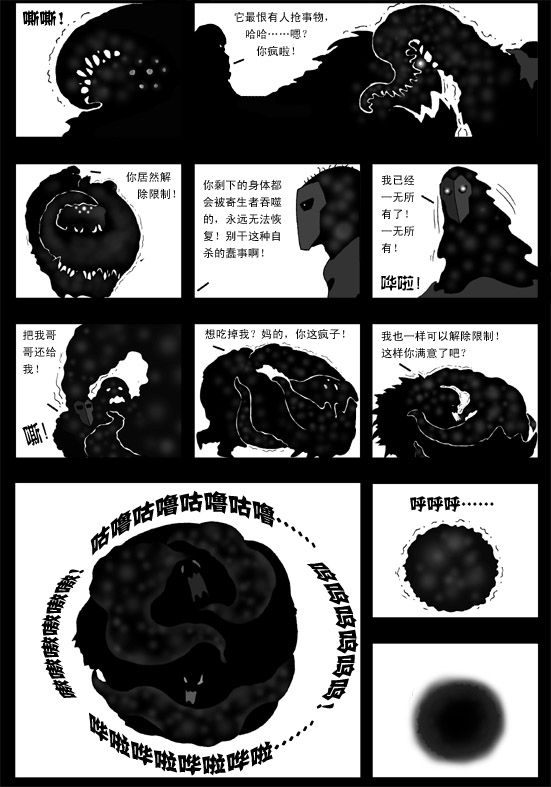 嘶嘶！
它最恨有人抢事物，
哈哈……嗯？
你疯啦！
你居然解
除限制！
你剩下的身体都
会被寄生者吞噬
的，永远无法恢
复！别干这种自
杀的蠢事啊！
我已经
一无所
有了！
一无所
有！
哗啦！
把我哥
哥还给
我！
想吃掉我？妈的，你这疯子！
我也一样可以解除限制！
这样你满意了吧？
咕噜咕噜咕噜咕噜……
嗷嗷嗷嗷嗷！
呜呜呜呜呜呜！
哗啦哗啦哗啦哗啦……
呼呼呼……